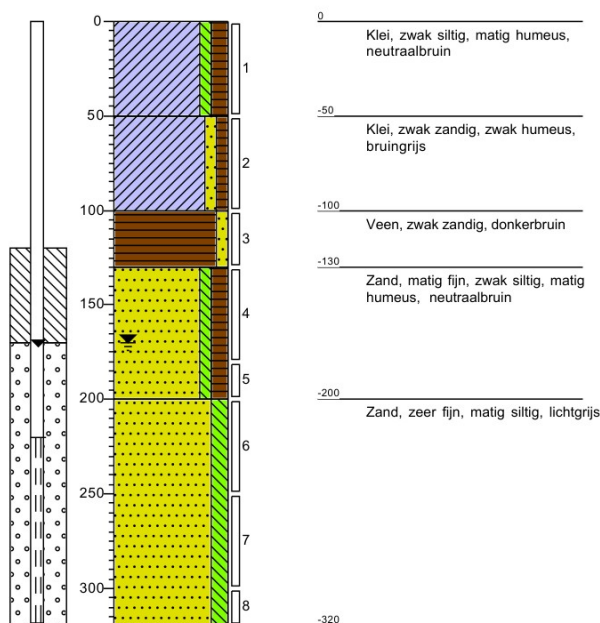 0
50
100
150
200
250
300
1
2
3
4
5
6
7
8
0
Klei, zwak siltig, matig humeus,
neutraalbruin
-50
Klei, zwak zandig, zwak humeus,
bruingrijs
-100
Veen, zwak zandig, donkerbruin
-130
Zand, matig fijn, zwak siltig, matig
humeus, neutraalbruin
-200
Zand, zeer fijn, matig siltig, lichtgrijs
-320